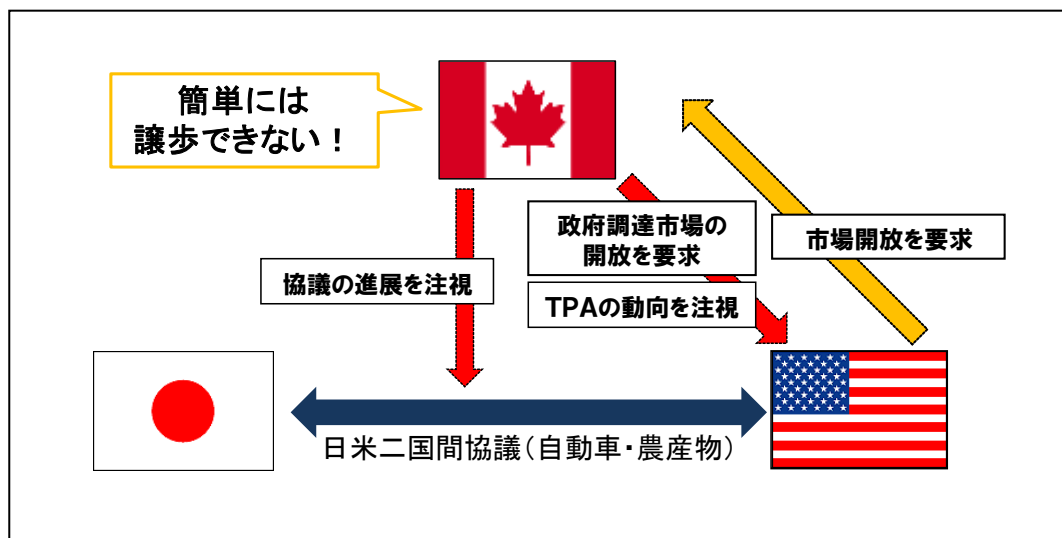 簡単には
譲歩できない！
政府調達市場の
開放を要求
市場開放を要求
協議の進展を注視
TPAの動向を注視
日米二国間協議（自動車・農産物）